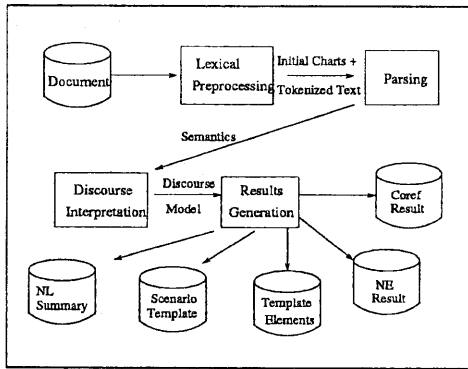 Document
Lexical
Preprocessing
Initial Charts +
Tokenized Text
Parsing
Semantics
Discourse
Interpretation
Discourse
Model
Results
Generation
Coref
Result
NL
Summary
Scenario
Template
Template
Elements
NE
Result